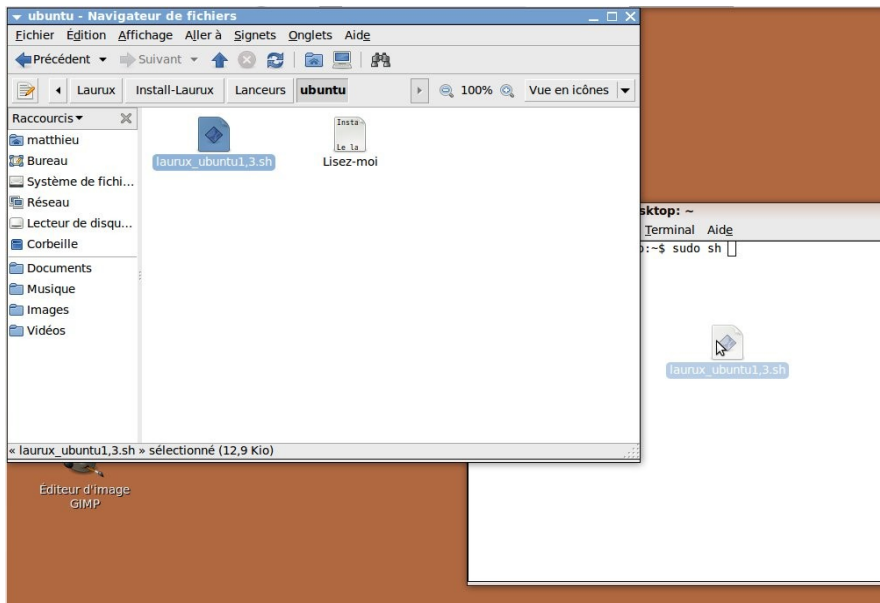 ubuntu - Navigateur de fichiers
Fichier Édition Affichage Aller à Signets Onglets Aide
Précédent Suivant
Laurux Install-Laurux Lanceurs ubuntu 100% Vue en icônes
Raccourcis
matthieu
Bureau
Système de fichi...
Réseau
Lecteur de disqu...
Corbeille
Documents
Musique
Images
Vidéos
Insta
Le la
laurux_ubuntu1,3.sh Lisez-moi
« laurux_ubuntu1,3.sh » sélectionné (12,9 Kio)
sktop: ~
Terminal Aide
:~$ sudo sh
laurux_ubuntu1,3.sh
Éditeur d'image
GIMP